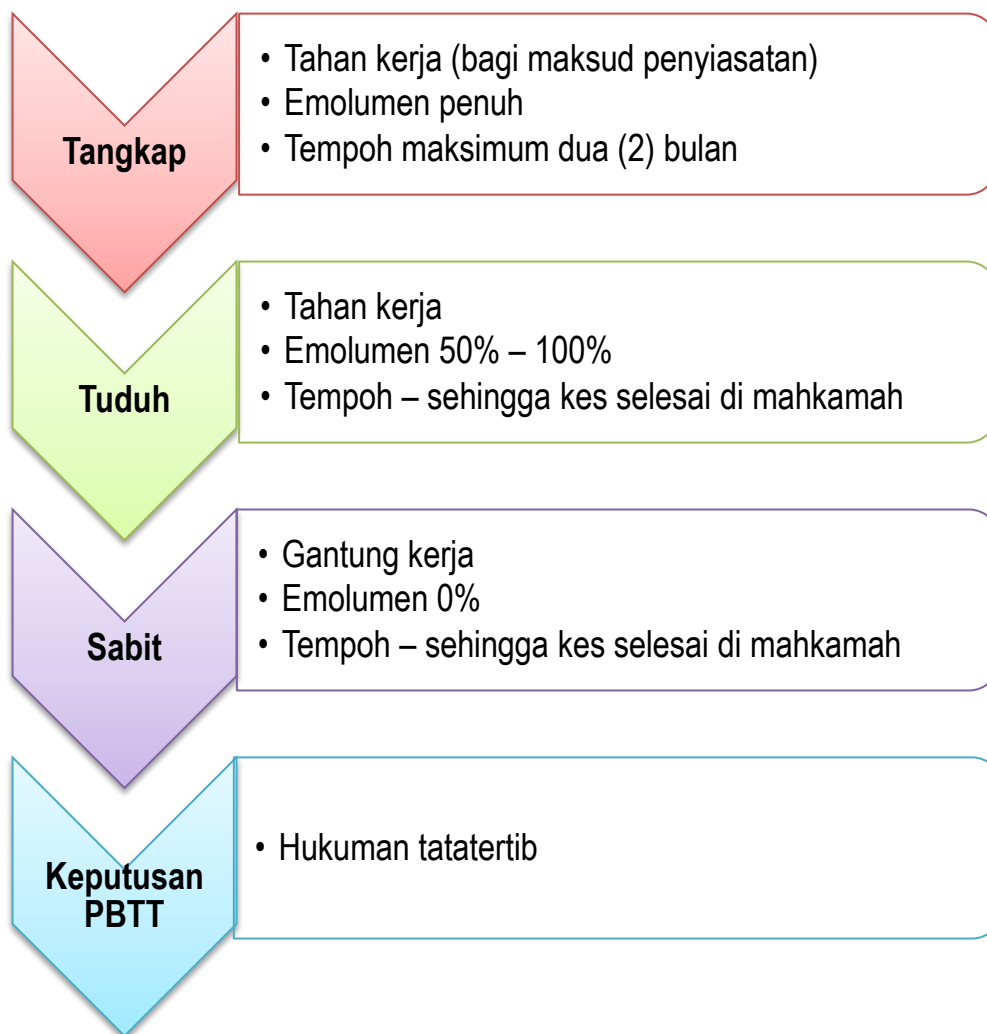 Tangkap
• Tahan kerja (bagi maksud penyiasatan)
• Emolumen penuh
• Tempoh maksimum dua (2) bulan
Tuduh
• Tahan kerja
• Emolumen 50% – 100%
• Tempoh – sehingga kes selesai di mahkamah
Sabit
• Gantung kerja
• Emolumen 0%
• Tempoh – sehingga kes selesai di mahkamah
Keputusan
PBTT
• Hukuman tatatertib